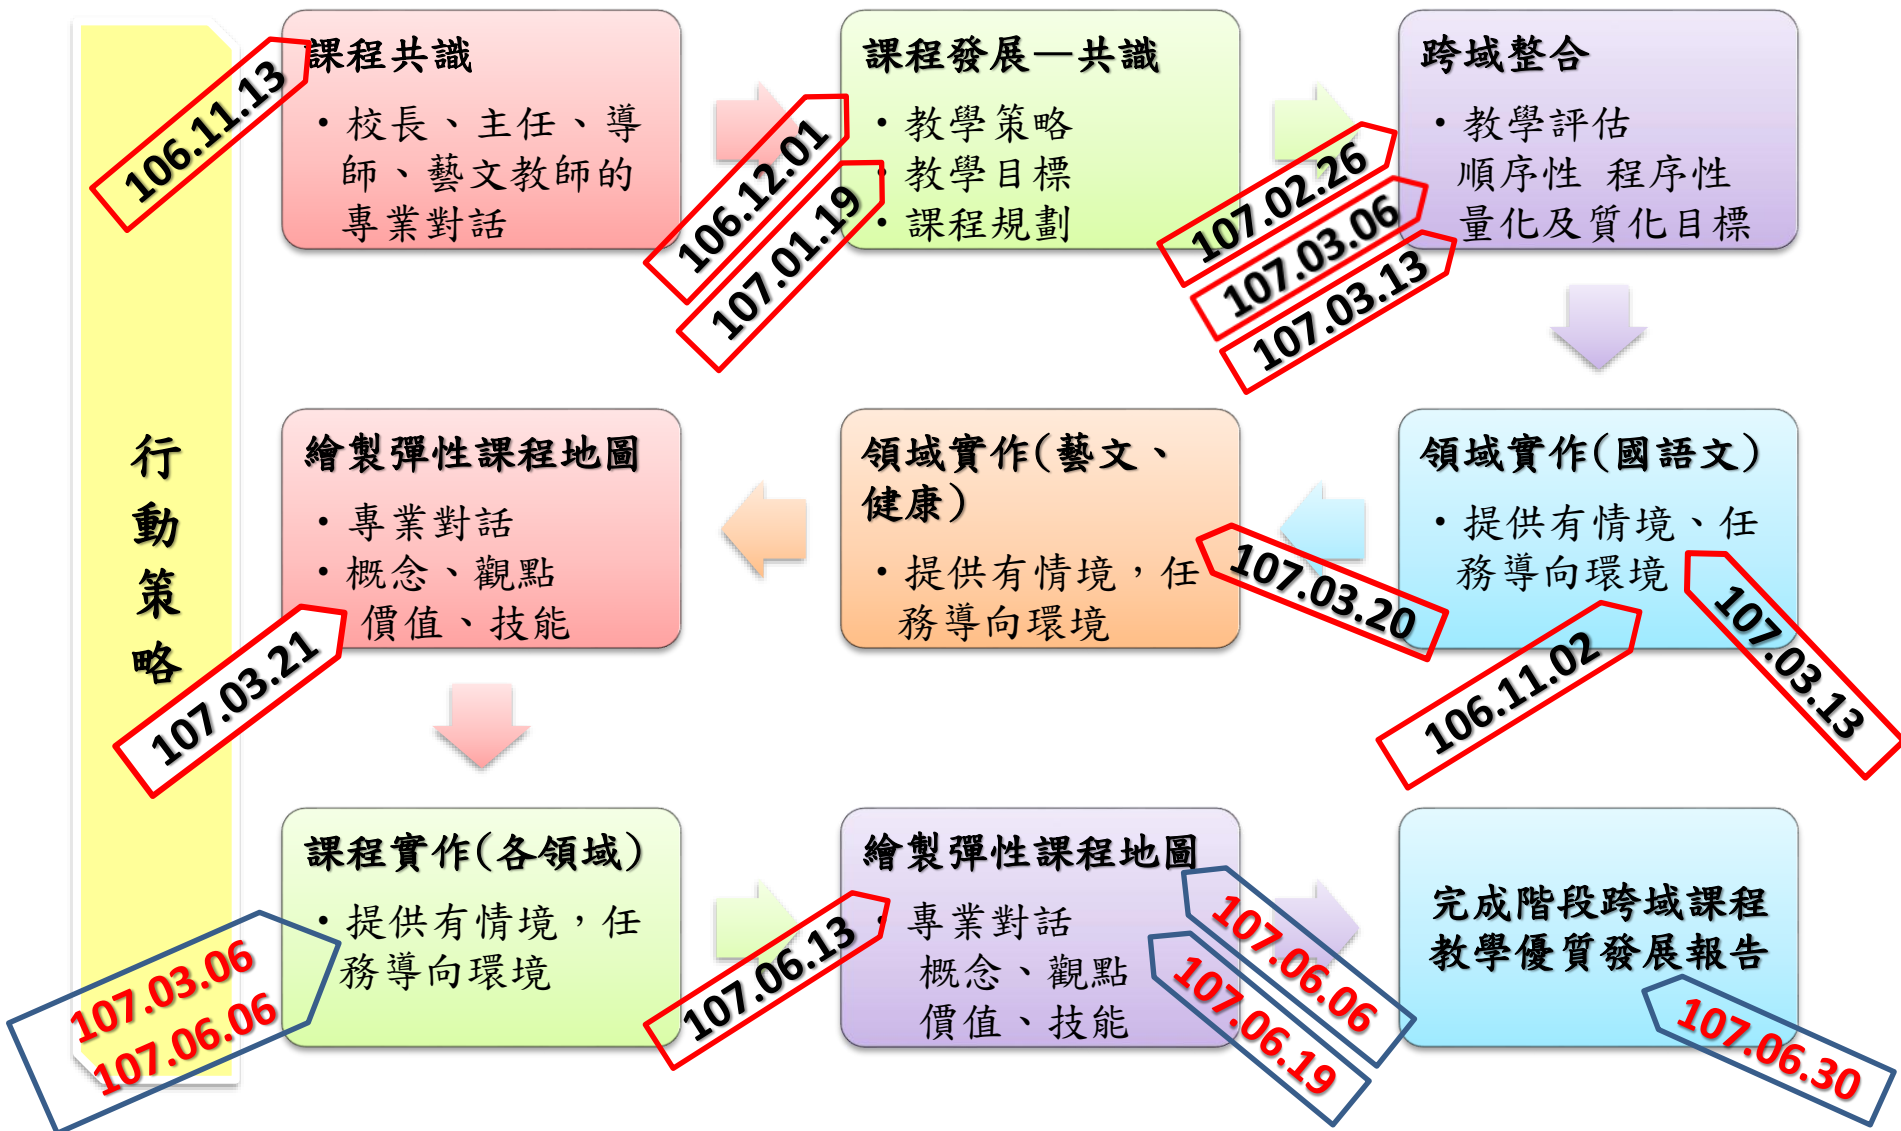 行
動
策
略
課程共識
•校長、主任、導
師、藝文教師的
專業對話
106.11.13
課程發展—共識
•教學策略
•教學目標
•課程規劃
106.12.01
107.01.19
跨域整合
•教學評估
順序性 程序性
量化及質化目標
107.02.26
107.03.06
107.03.13
領域實作(國語文)
•提供有情境、任
務導向環境
106.11.02
107.03.13
領域實作(藝文、
健康)
•提供有情境，任
務導向環境
107.03.20
繪製彈性課程地圖
•專業對話
•概念、觀點
價值、技能
107.03.21
課程實作(各領域)
•提供有情境，任
務導向環境
107.03.06
107.06.06
繪製彈性課程地圖
•專業對話
概念、觀點
價值、技能
107.06.13
107.06.06
107.06.19
完成階段跨域課程
教學優質發展報告
107.06.30